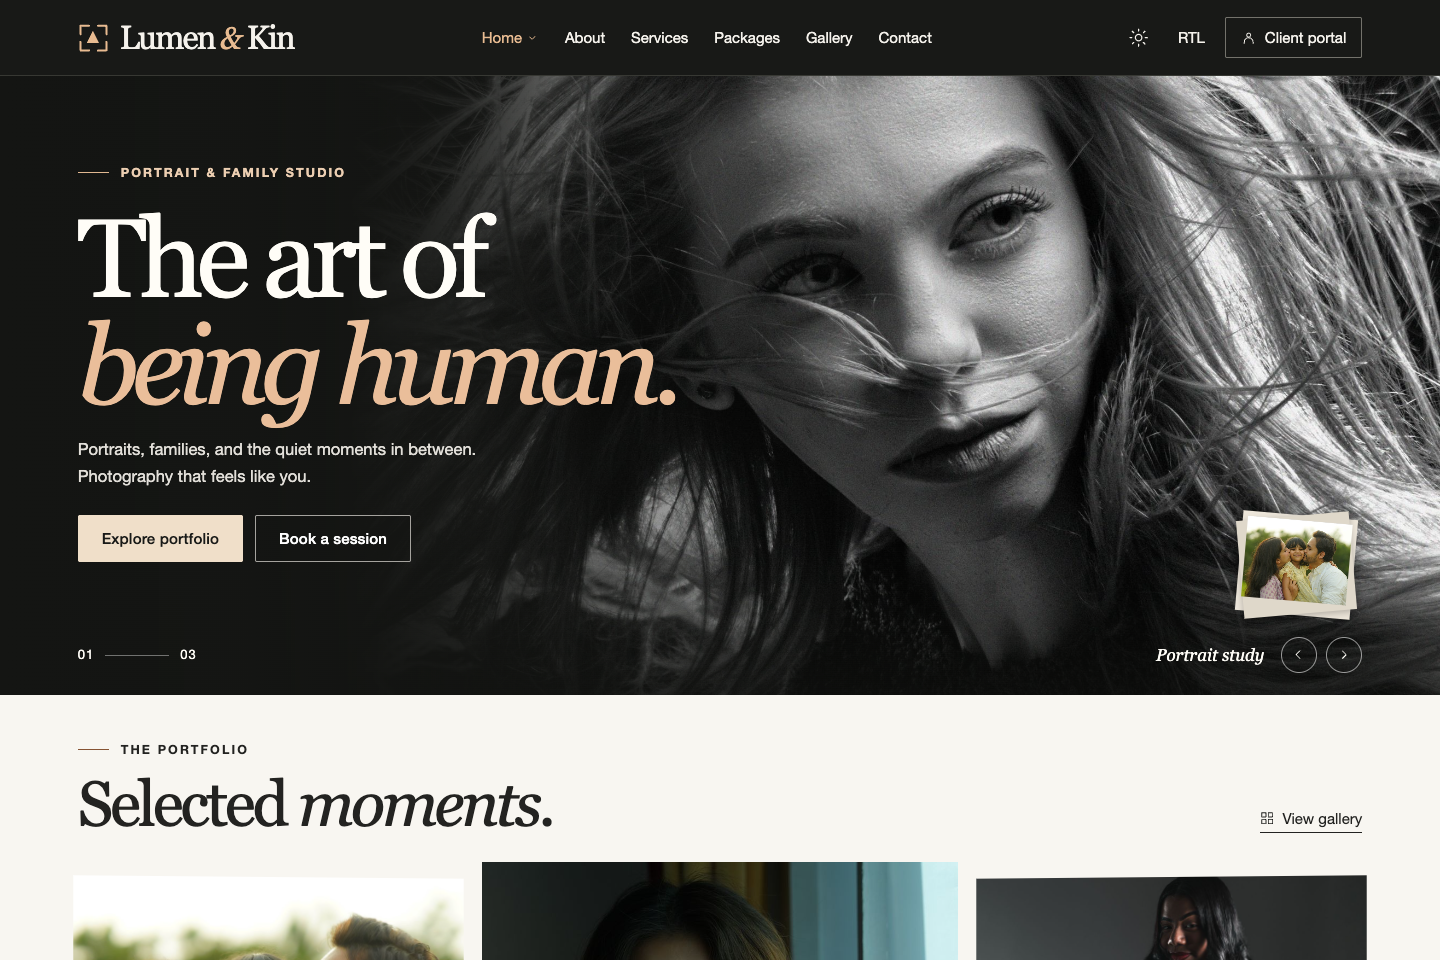 Lumen & Kin
Home
About
Services
Packages
Gallery
Contact
RTL
Client portal
PORTRAIT & FAMILY STUDIO
The art of
being human.
Portraits, families, and the quiet moments in between.
Photography that feels like you.
Explore portfolio
Book a session
01
03
Portrait study
THE PORTFOLIO
Selected moments.
View gallery